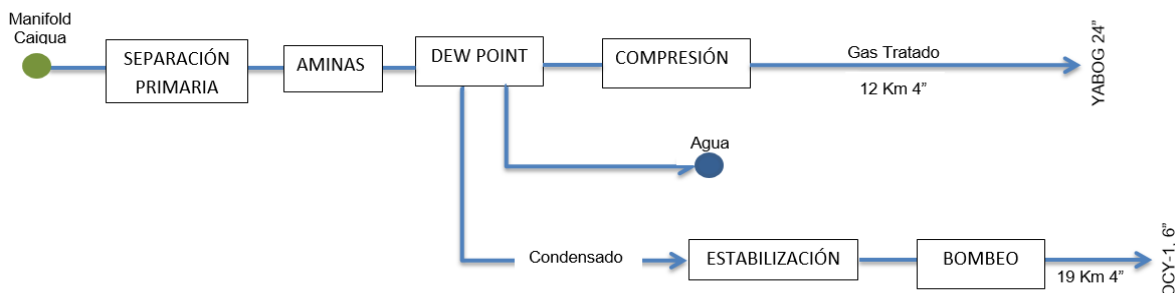 Manifold
Caigua
SEPARACIÓN
PRIMARIA
AMINAS
DEW POINT
COMPRESIÓN
Gas Tratado
12 Km 4”
YABOG 24”
Agua
Condensado
ESTABILIZACIÓN
BOMBEO
19 Km 4”
OCY-1, 6”